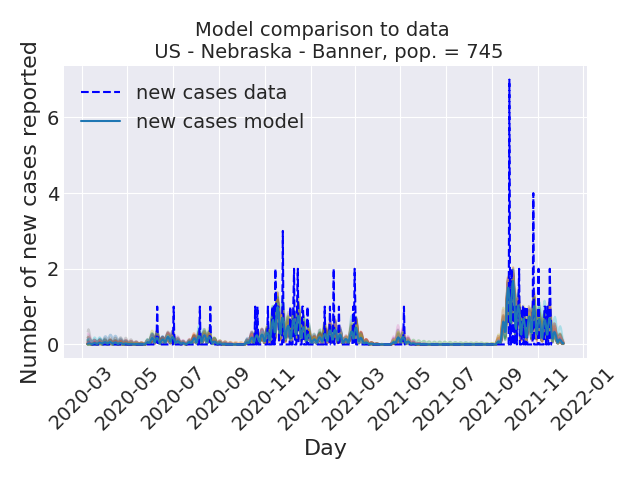 Model comparison to data
US - Nebraska - Banner, pop. = 745
new cases data
new cases model
Number of new cases reported
6
4
2
0
2020-03
2020-05
2020-07
2020-09
2020-11
2021-01
2021-03
2021-05
2021-07
2021-09
2021-11
2022-01
Day